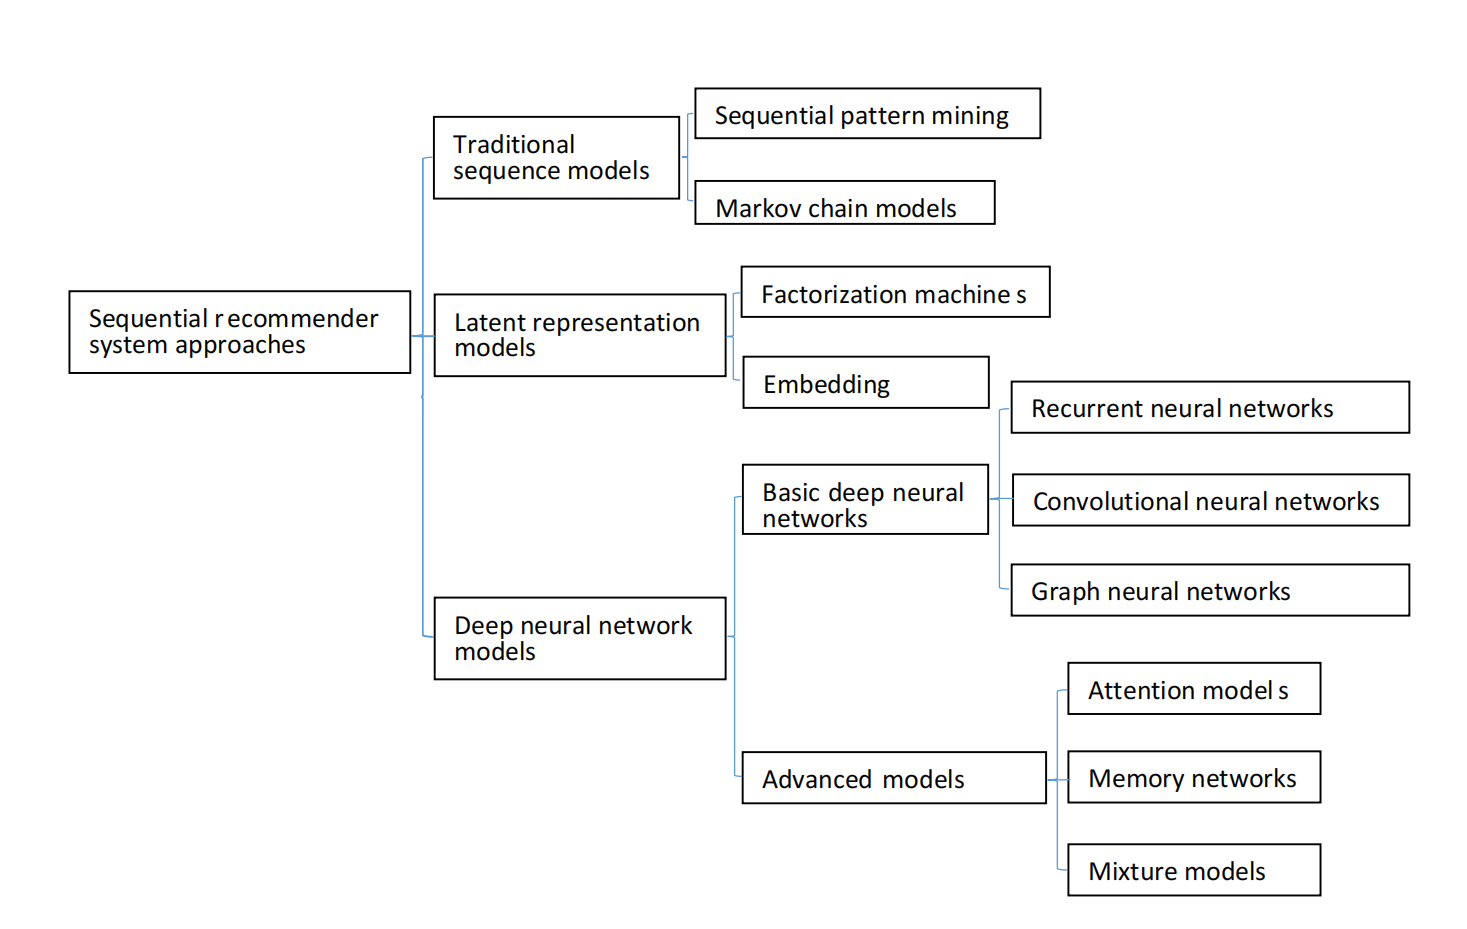 Sequential recommender
system approaches
Traditional
sequence models
Sequential pattern mining
Markov chain models
Latent representation
models
Factorization machines
Embedding
Deep neural network
models
Basic deep neural
networks
Recurrent neural networks
Convolutional neural networks
Graph neural networks
Advanced models
Attention models
Memory networks
Mixture models